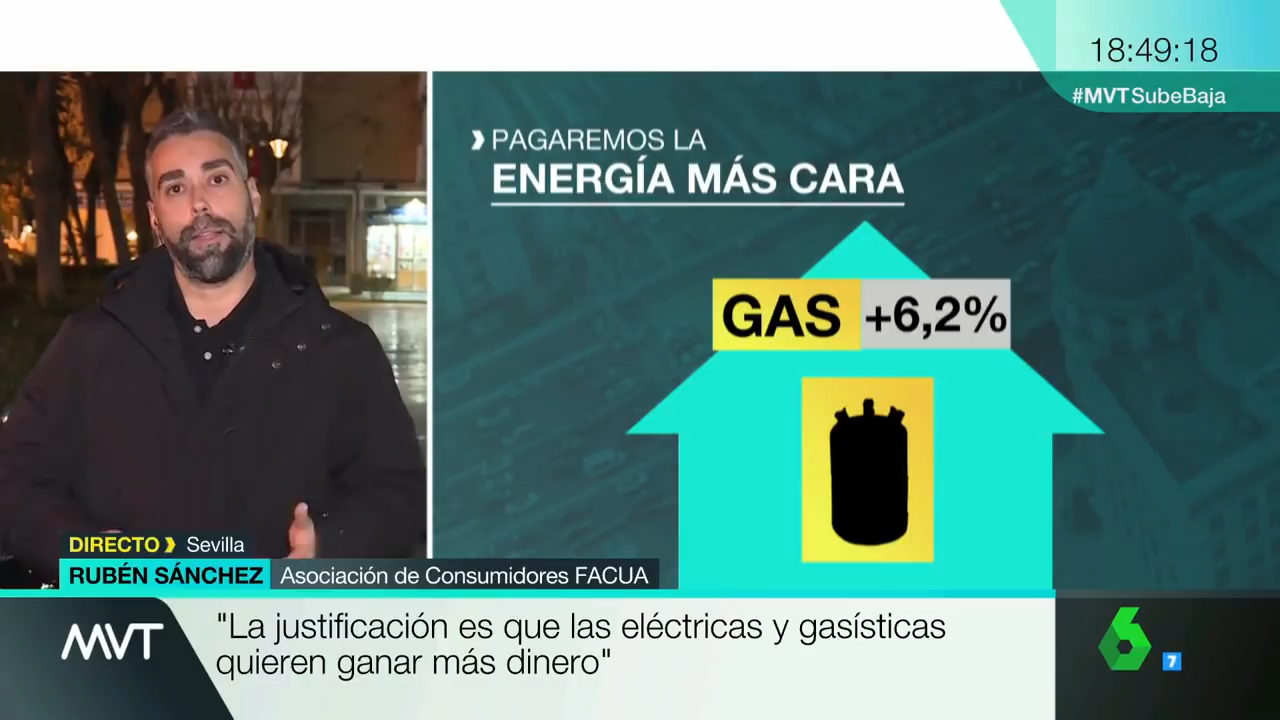 18:49:18
#MVTSubeBaja
PAGAREMOS LA
ENERGÍA MÁS CARA
GAS +6,2%
DIRECTO Sevilla
RUBÉN SÁNCHEZ Asociación de Consumidores FACUA
MVT
"La justificación es que las eléctricas y gasísticas
quieren ganar más dinero"
6
7